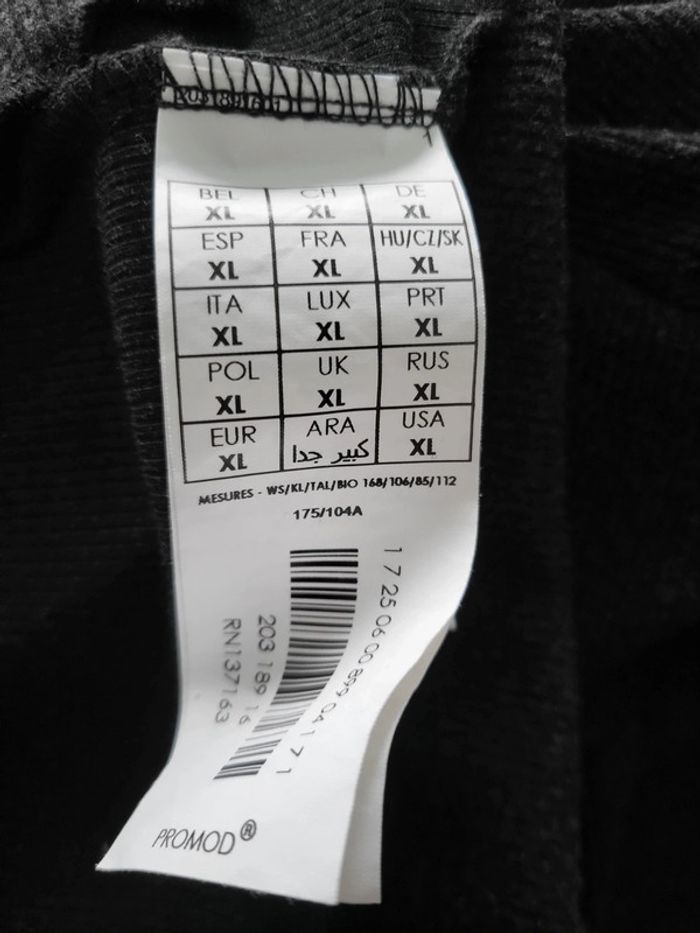 BEL CH DE
XL XL XL
ESP FRA HU/CZ/SK
XL XL XL
ITA LUX PRT
XL XL XL
POL UK RUS
XL XL XL
EUR ARA USA
XL كبير جدا XL
MESURES - WS/KL/TAL/BIO 168/106/85/112
175/104A
1 7 25 06 00 899 04 1 7 1
203 189 16
RN137163
PROMOD®